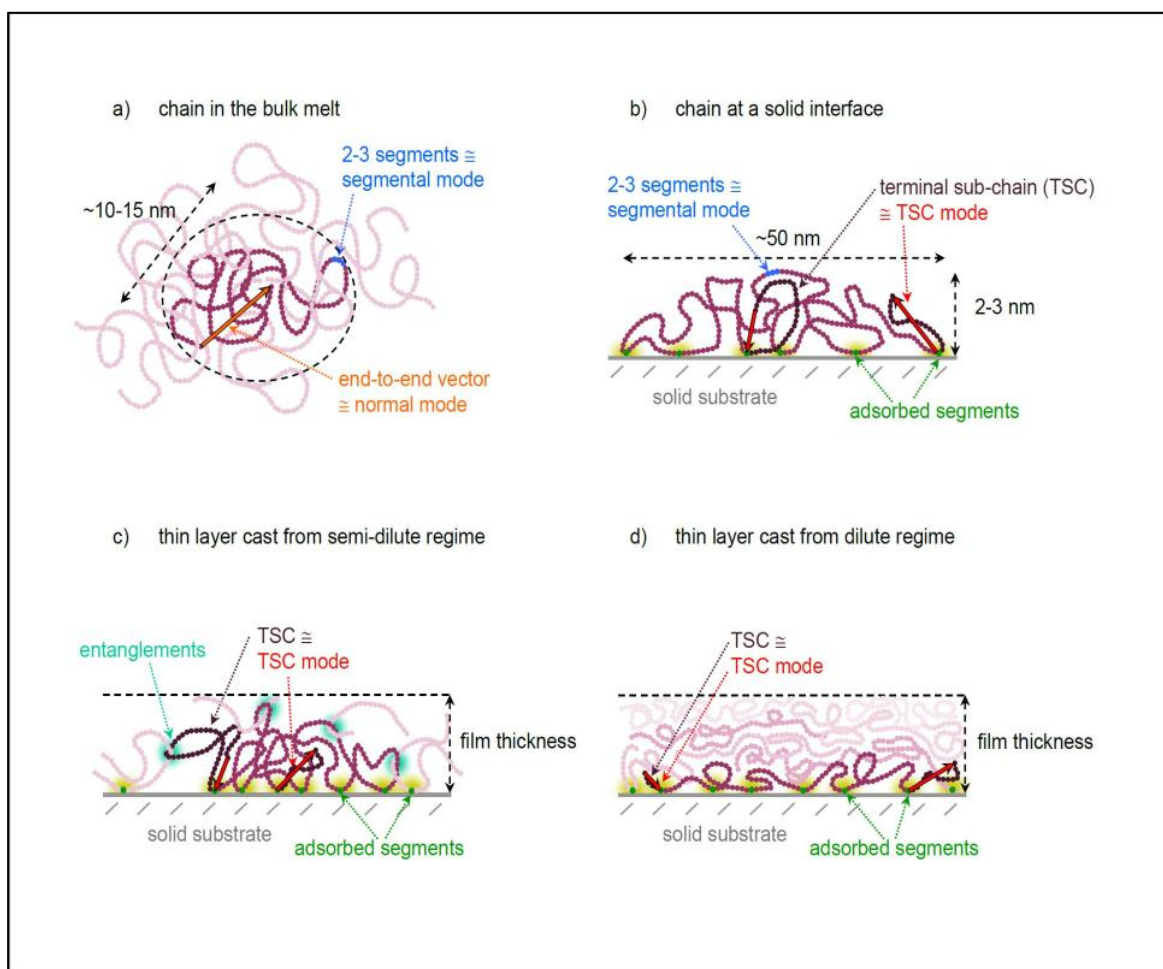 a) chain in the bulk melt
2-3 segments ≅
segmental mode
~10-15 nm
end-to-end vector
≅ normal mode
b) chain at a solid interface
2-3 segments ≅
segmental mode
terminal sub-chain (TSC)
≅ TSC mode
~50 nm
2-3 nm
solid substrate
adsorbed segments
c) thin layer cast from semi-dilute regime
entanglements
TSC ≅
TSC mode
film thickness
solid substrate
adsorbed segments
d) thin layer cast from dilute regime
TSC ≅
TSC mode
film thickness
solid substrate
adsorbed segments